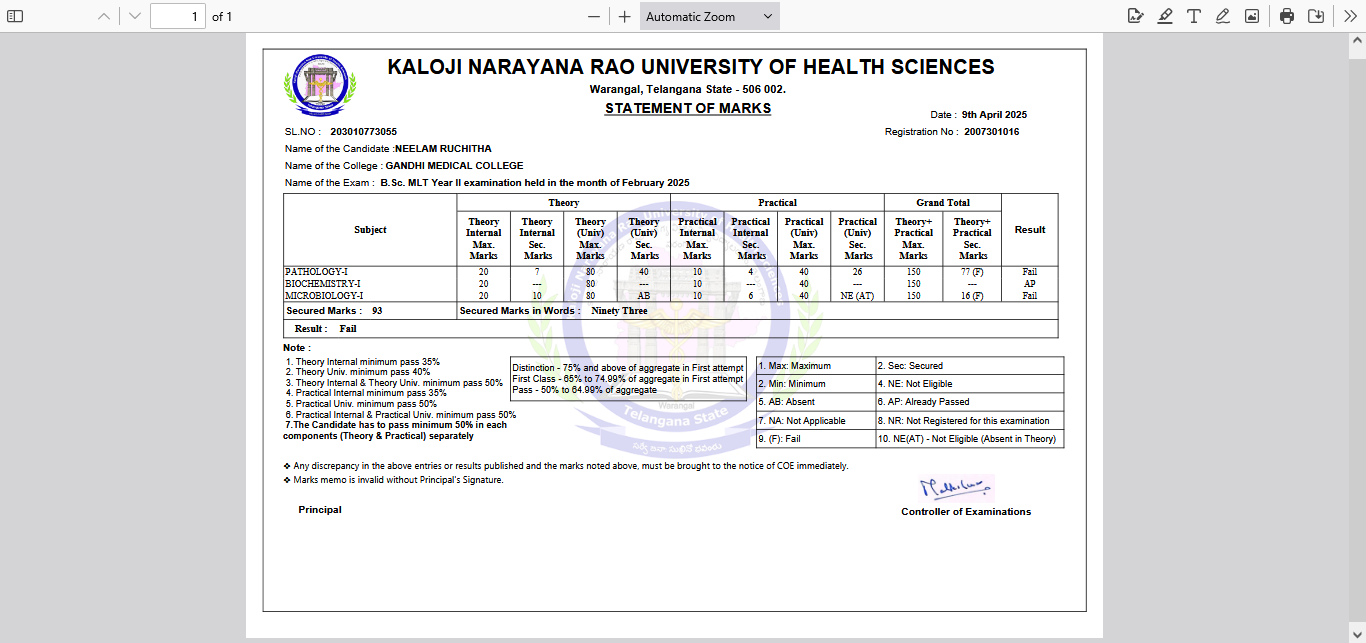 1 of 1 Automatic Zoom
KALOJI NARAYANA RAO UNIVERSITY OF HEALTH SCIENCES
Warangal, Telangana State - 506 002.
STATEMENT OF MARKS
Date : 9th April 2025
SL.NO : 203010773055 Registration No : 2007301016
Name of the Candidate :NEELAM RUCHITHA
Name of the College : GANDHI MEDICAL COLLEGE
Name of the Exam : B.Sc. MLT Year II examination held in the month of February 2025
Subject Theory Practical Grand Total Result
Theory Internal Max. Marks Theory Internal Sec. Marks Theory (Univ) Max. Marks Theory (Univ) Sec. Marks Practical Internal Max. Marks Practical Internal Sec. Marks Practical (Univ) Max. Marks Practical (Univ) Sec. Marks Theory+ Practical Max. Marks Theory+ Practical Sec. Marks
PATHOLOGY-I 20 7 80 40 10 4 40 26 150 77 (F) Fail
BIOCHEMISTRY-I 20 --- 80 --- 10 --- 40 --- 150 --- AP
MICROBIOLOGY-I 20 10 80 AB 10 6 40 NE (AT) 150 16 (F) Fail
Secured Marks : 93 Secured Marks in Words : Ninety Three
Result : Fail
Note :
1. Theory Internal minimum pass 35%
2. Theory Univ. minimum pass 40%
3. Theory Internal & Theory Univ. minimum pass 50%
4. Practical Internal minimum pass 35%
5. Practical Univ. minimum pass 50%
6. Practical Internal & Practical Univ. minimum pass 50%
7.The Candidate has to pass minimum 50% in each
components (Theory & Practical) separately
Distinction - 75% and above of aggregate in First attempt
First Class - 65% to 74.99% of aggregate in First attempt
Pass - 50% to 64.99% of aggregate
1. Max: Maximum 2. Sec: Secured
2. Min: Minimum 4. NE: Not Eligible
5. AB: Absent 6. AP: Already Passed
7. NA: Not Applicable 8. NR: Not Registered for this examination
9. (F): Fail 10. NE(AT) - Not Eligible (Absent in Theory)
Warangal
Telangana State
❖ Any discrepancy in the above entries or results published and the marks noted above, must be brought to the notice of COE immediately.
❖ Marks memo is invalid without Principal's Signature.
Principal Controller of Examinations